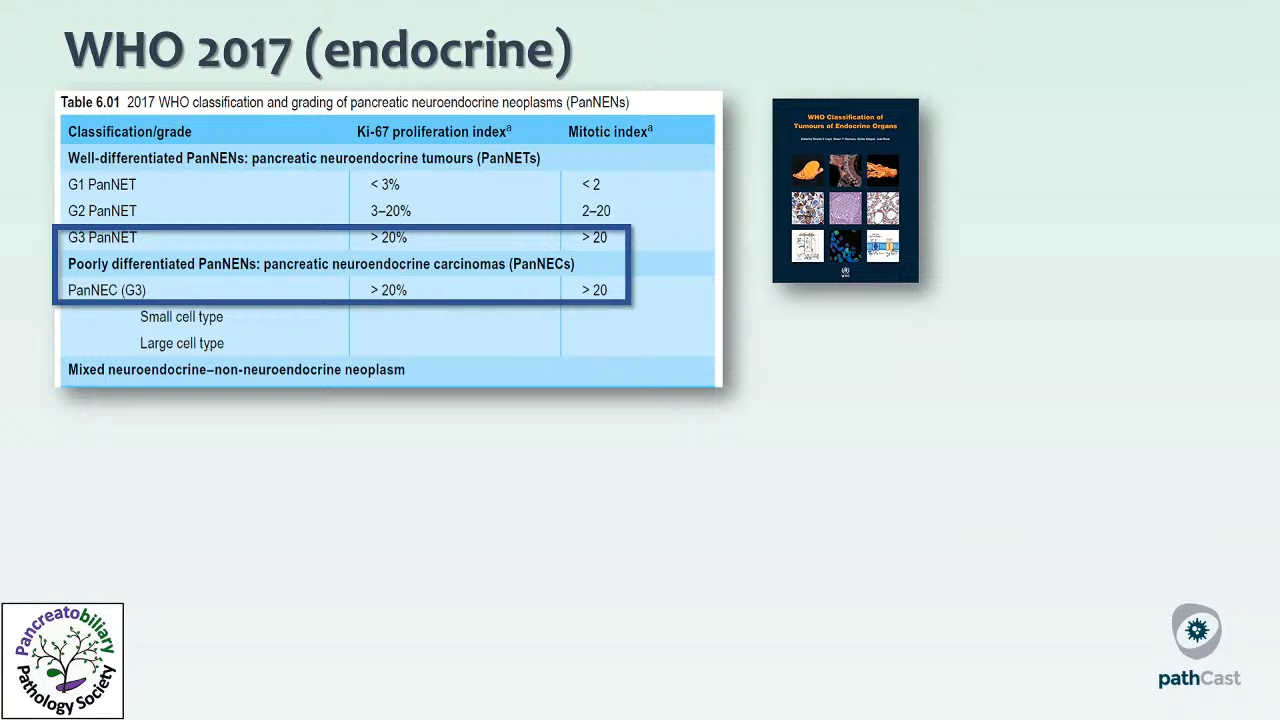 WHO 2017 (endocrine)
Table 6.01 2017 WHO classification and grading of pancreatic neuroendocrine neoplasms (PanNENs)
Classification/grade Ki-67 proliferation indexᵃ Mitotic indexᵃ
Well-differentiated PanNENs: pancreatic neuroendocrine tumours (PanNETs)
G1 PanNET < 3% < 2
G2 PanNET 3–20% 2–20
G3 PanNET > 20% > 20
Poorly differentiated PanNENs: pancreatic neuroendocrine carcinomas (PanNECs)
PanNEC (G3) > 20% > 20
Small cell type
Large cell type
Mixed neuroendocrine–non-neuroendocrine neoplasm
WHO Classification of
Tumours of Endocrine Organs
Pancreatobiliary
Pathology Society
pathCast